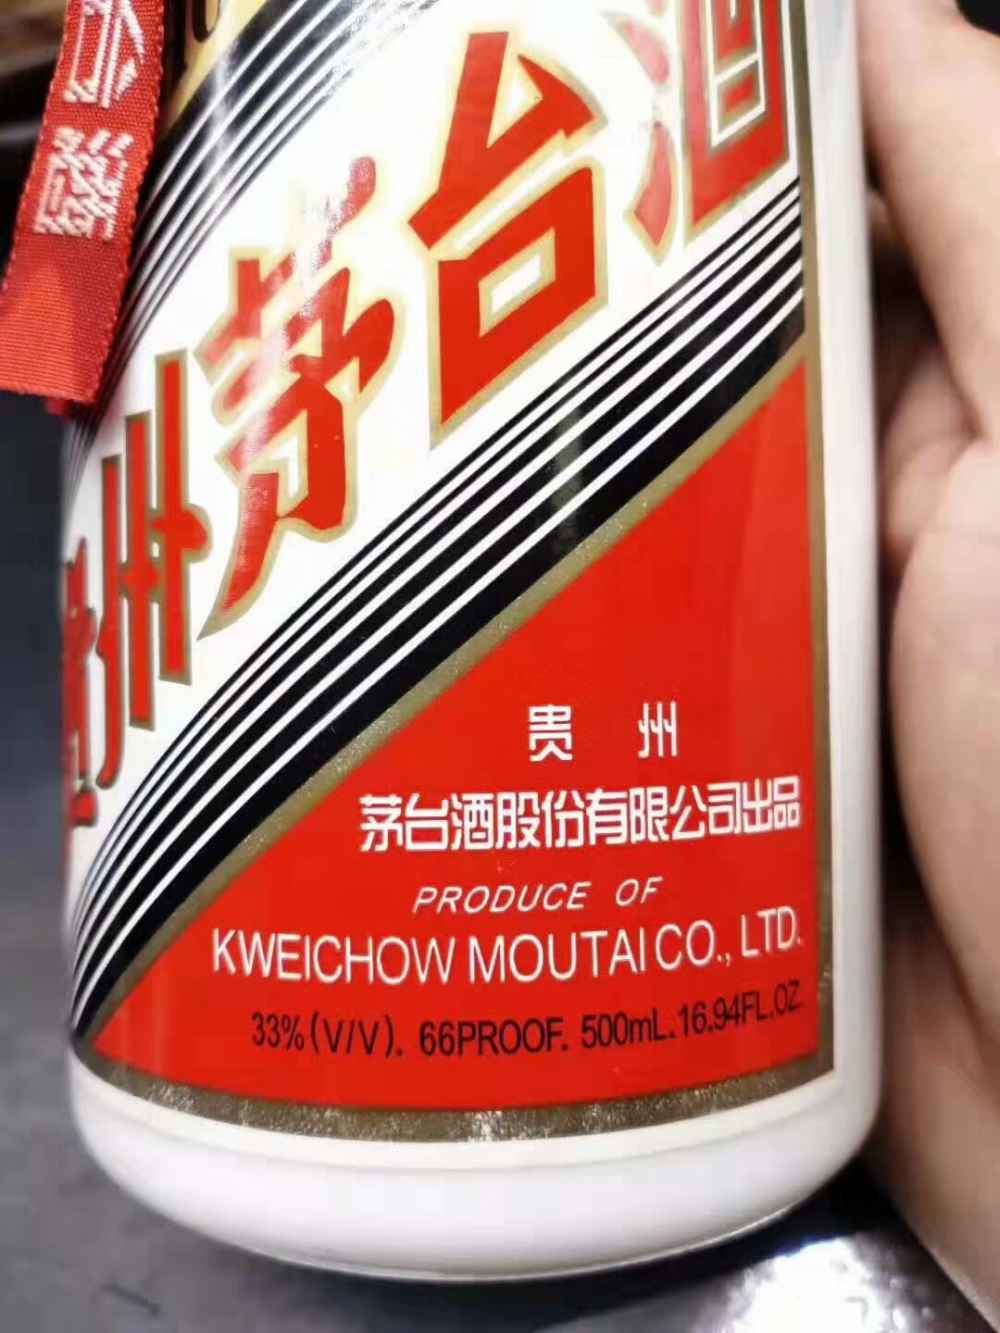 贵州茅台酒
贵 州
茅台酒股份有限公司出品
PRODUCE OF
KWEICHOW MOUTAI CO., LTD.
33% (V/V). 66PROOF. 500mL. 16.94FL.OZ.